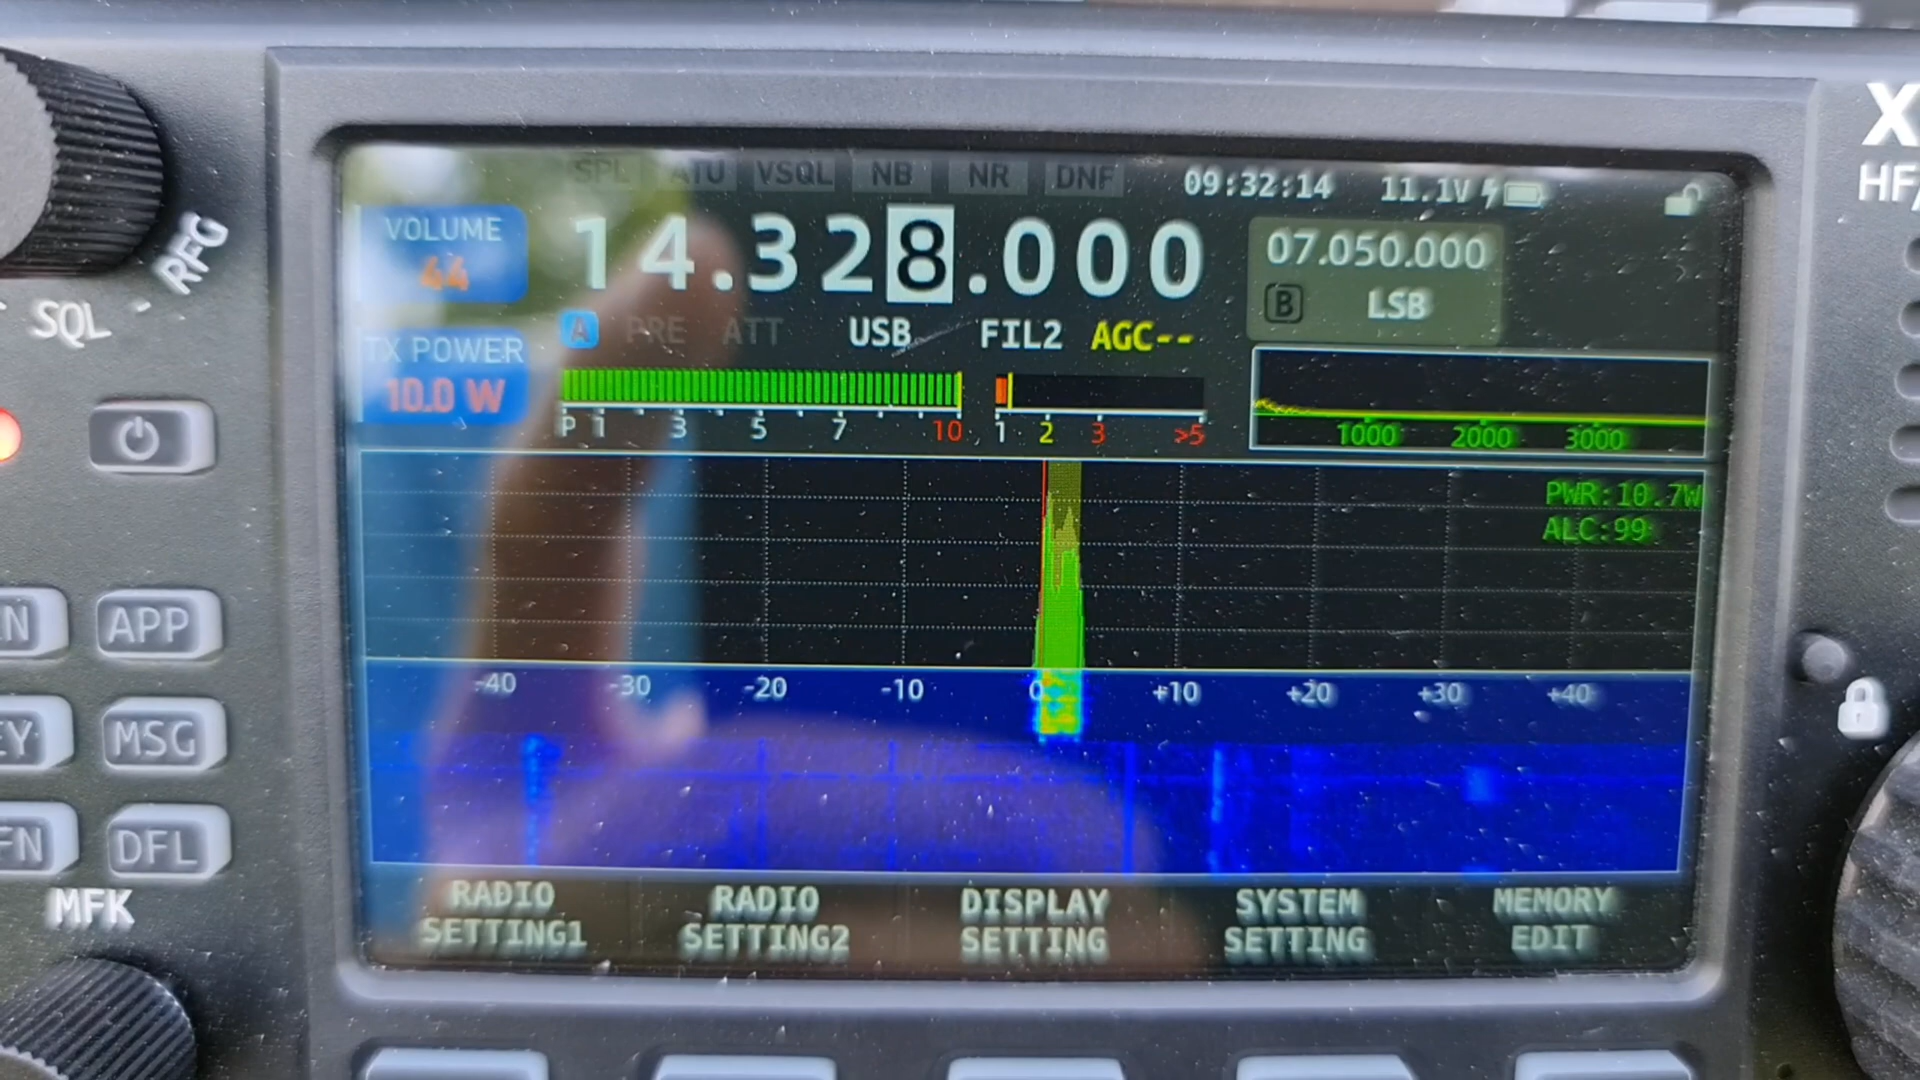 SPL ATU VSQL NB NR DNF 09:32:14 11.1V
VOLUME
44
14.328.000
07.050.000
B LSB
A PRE ATT USB FIL2 AGC--
TX POWER
10.0 W
P 1 3 5 7 10
1 2 3 >5
1000 2000 3000
PWR:10.7W
ALC:99
-40 -30 -20 -10 0 +10 +20 +30 +40
RADIO SETTING1
RADIO SETTING2
DISPLAY SETTING
SYSTEM SETTING
MEMORY EDIT
RFG
SQL
APP
MSG
DFL
MFK
X
HF/